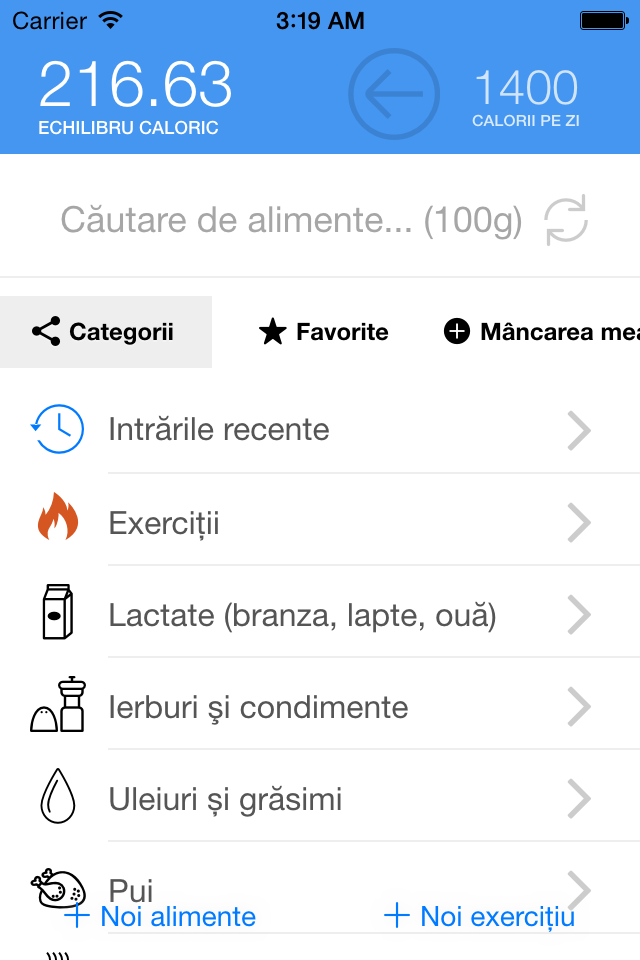 Carrier 3:19 AM
216.63 1400
ECHILIBRU CALORIC CALORII PE ZI
Căutare de alimente... (100g)
Categorii Favorite Mâncarea mea
Intrările recente
Exerciții
Lactate (branza, lapte, ouă)
Ierburi şi condimente
Uleiuri și grăsimi
Pui
Noi alimente Noi exercițiu